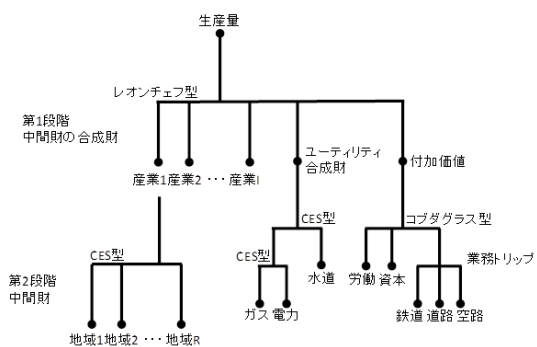 生産量
レオンチェフ型
第1段階
中間財の合成財
ユーティリティ
合成財
付加価値
産業1産業2 ・・・産業I
CES型
コブダグラス型
CES型
CES型
業務トリップ
水道
労働 資本
第2段階
中間財
ガス 電力
鉄道 道路 空路
地域1地域2 ・・・地域R